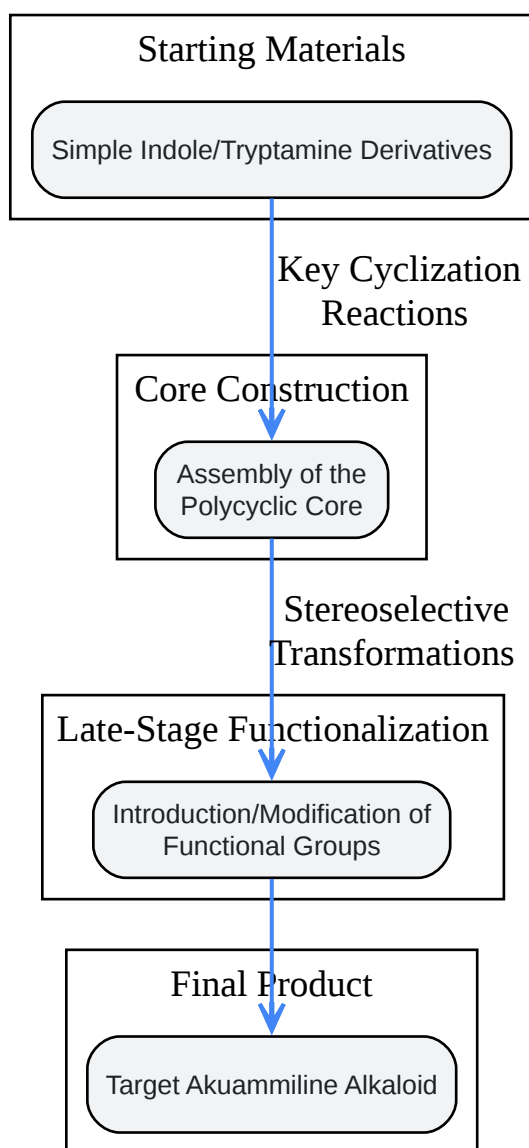 Starting Materials
Simple Indole/Tryptamine Derivatives
Key Cyclization
Reactions
Core Construction
Assembly of the
Polycyclic Core
Stereoselective
Transformations
Late-Stage Functionalization
Introduction/Modification of
Functional Groups
Final Product
Target Akuammiline Alkaloid